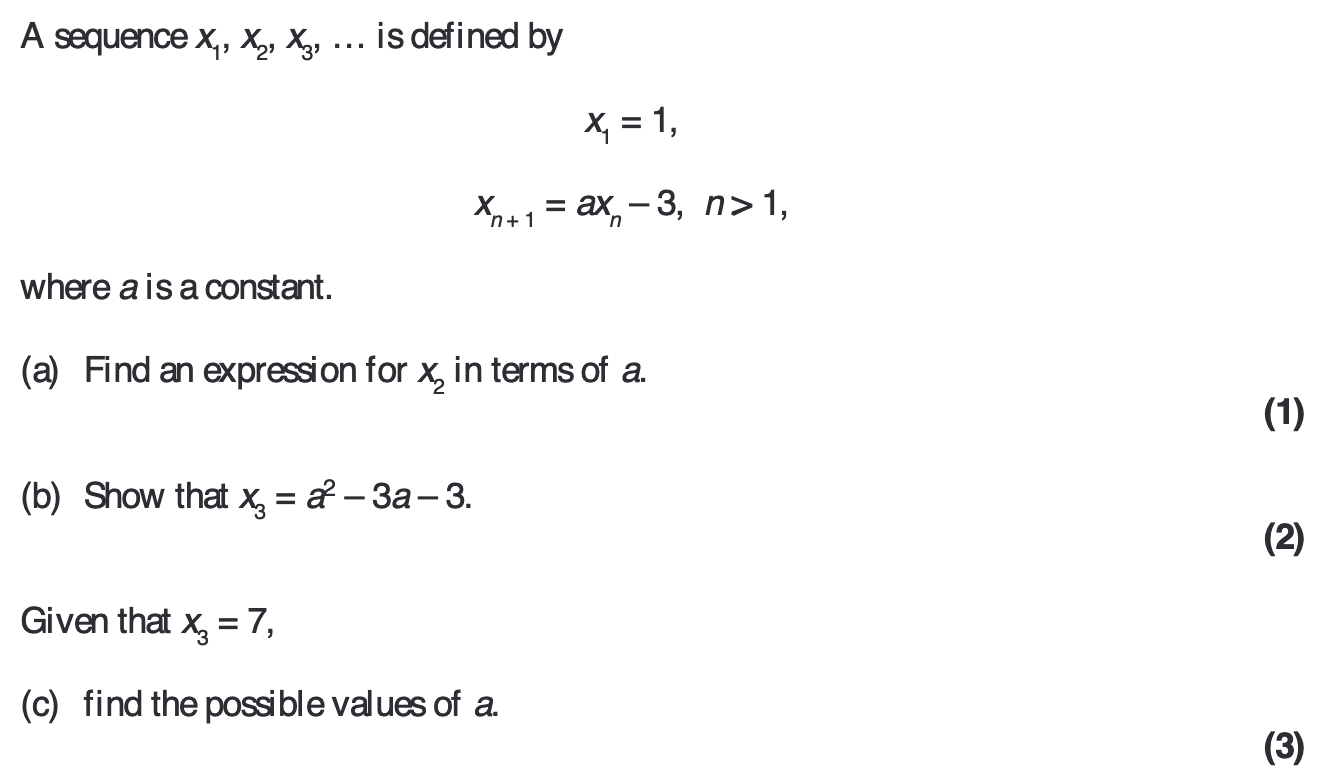 A sequence x₁, x₂, x₃, … is defined by
x₁ = 1,
xₙ₊₁ = axₙ – 3, n > 1,
where a is a constant.
(a) Find an expression for x₂ in terms of a.
(1)
(b) Show that x₃ = a² – 3a – 3.
(2)
Given that x₃ = 7,
(c) find the possible values of a.
(3)